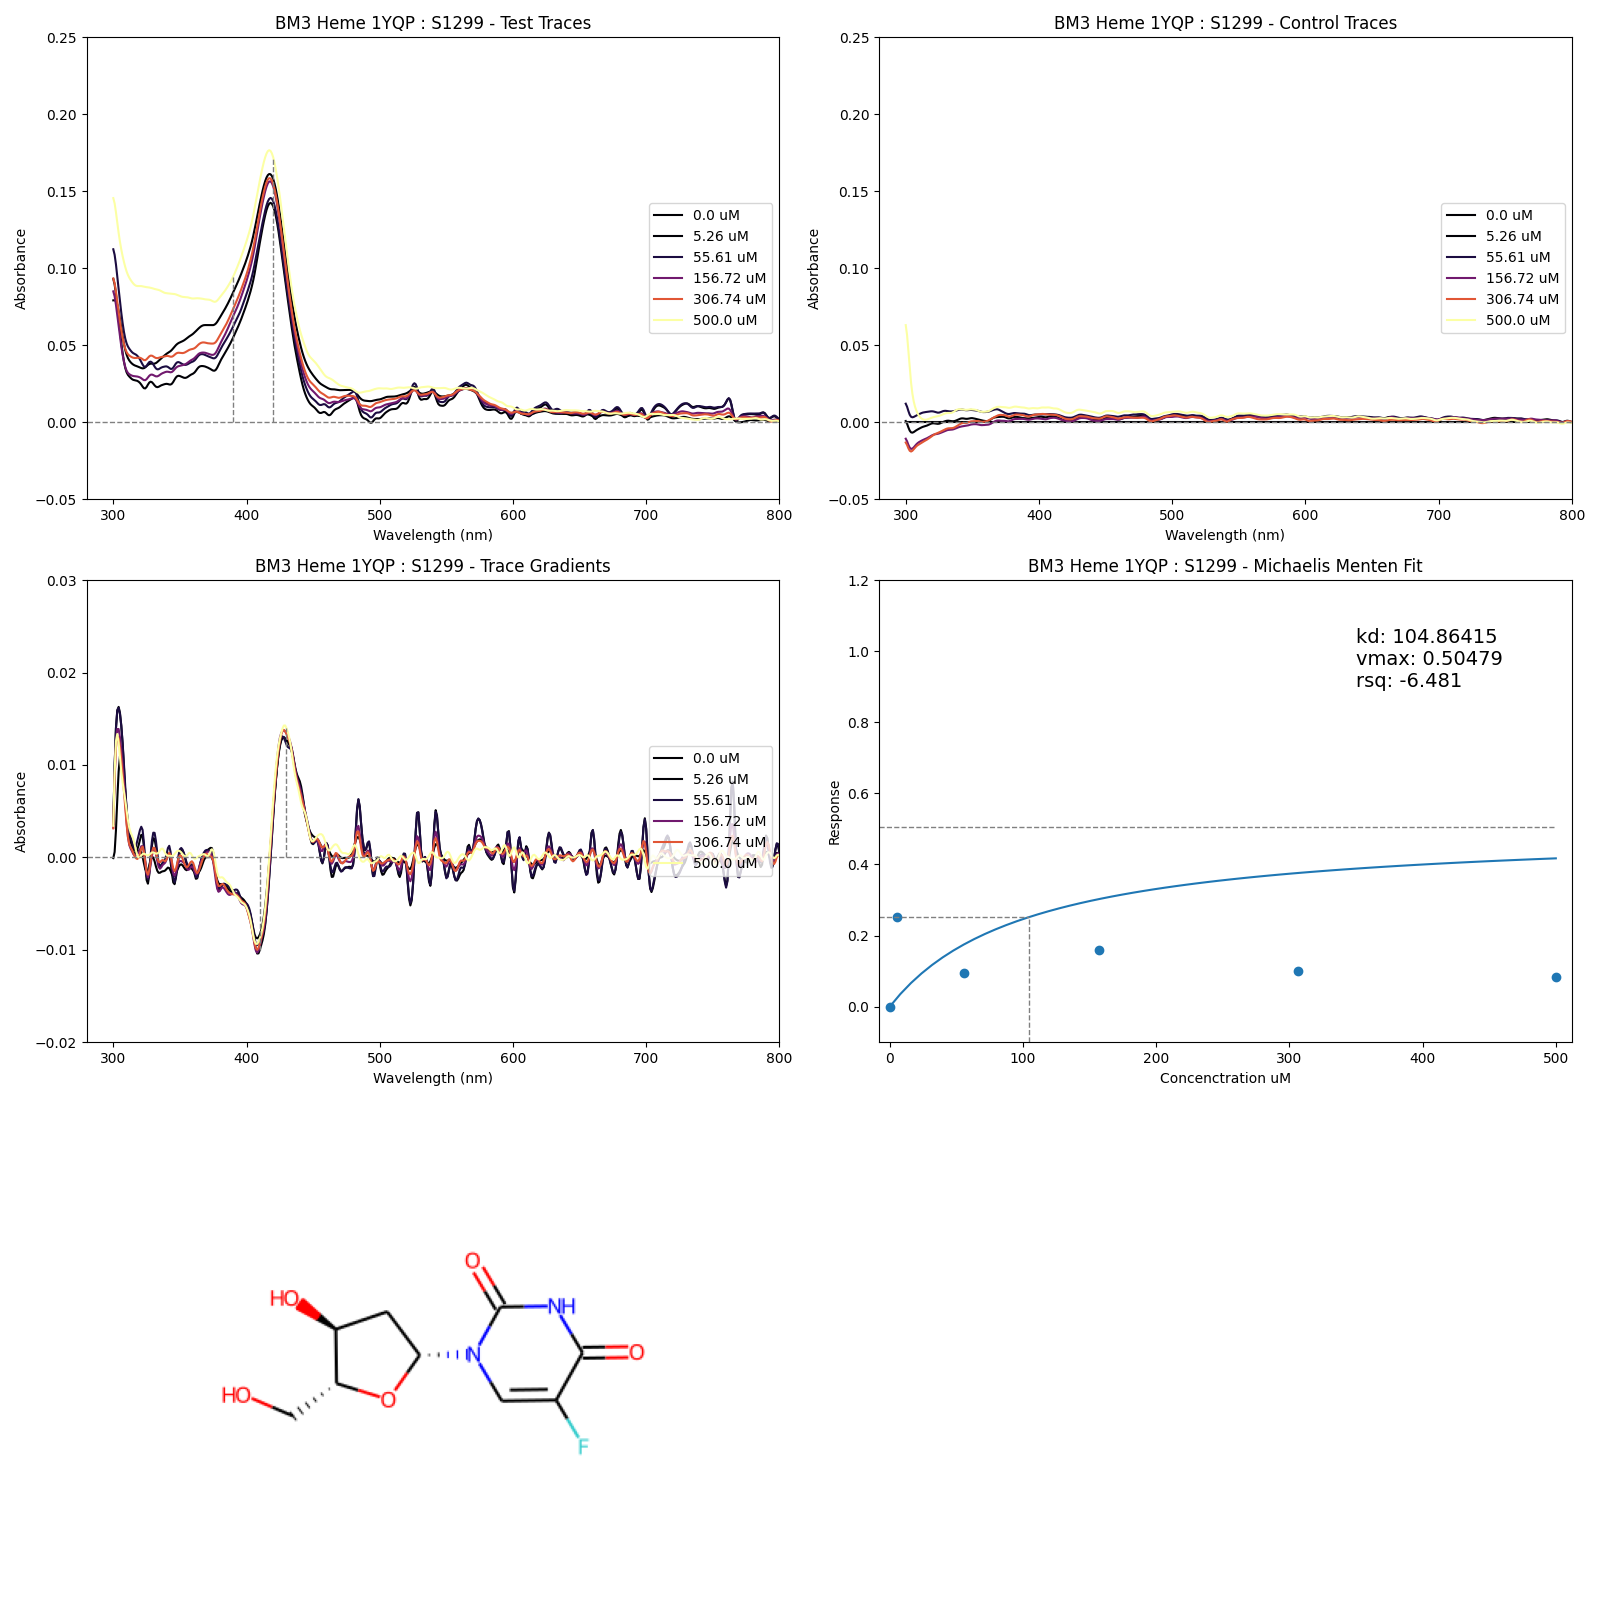 BM3 Heme 1YQP : S1299 - Test Traces
0.25
0.20
0.15
0.10
0.05
0.00
−0.05
Absorbance
300
400
500
600
700
800
Wavelength (nm)
0.0 uM
5.26 uM
55.61 uM
156.72 uM
306.74 uM
500.0 uM
BM3 Heme 1YQP : S1299 - Control Traces
0.25
0.20
0.15
0.10
0.05
0.00
−0.05
Absorbance
300
400
500
600
700
800
Wavelength (nm)
0.0 uM
5.26 uM
55.61 uM
156.72 uM
306.74 uM
500.0 uM
BM3 Heme 1YQP : S1299 - Trace Gradients
0.03
0.02
0.01
0.00
−0.01
−0.02
Absorbance
300
400
500
600
700
800
Wavelength (nm)
0.0 uM
5.26 uM
55.61 uM
156.72 uM
306.74 uM
500.0 uM
BM3 Heme 1YQP : S1299 - Michaelis Menten Fit
1.2
1.0
0.8
0.6
0.4
0.2
0.0
Response
kd: 104.86415
vmax: 0.50479
rsq: -6.481
0
100
200
300
400
500
Concenctration uM
O
HO
NH
N
O
HO
O
F